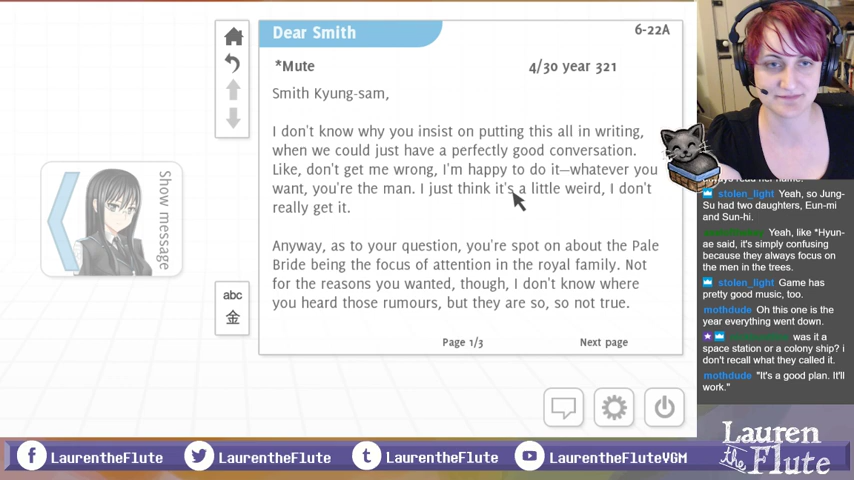 Dear Smith
6-22A
*Mute
4/30 year 321
Smith Kyung-sam,
I don't know why you insist on putting this all in writing,
when we could just have a perfectly good conversation.
Like, don't get me wrong, I'm happy to do it—whatever you
want, you're the man. I just think it's a little weird, I don't
really get it.
Anyway, as to your question, you're spot on about the Pale
Bride being the focus of attention in the royal family. Not
for the reasons you wanted, though, I don't know where
you heard those rumours, but they are so, so not true.
Page 1/3
Next page
Show message
abc
金
always read her name.
stolen_light Yeah, so Jung-
Su had two daughters, Eun-mi
and Sun-hi.
Yeah, like *Hyun-
ae said, it's simply confusing
because they always focus on
the men in the trees.
stolen_light Game has
pretty good music, too.
mothdude Oh this one is the
year everything went down.
was it a
space station or a colony ship? i
don't recall what they called it.
mothdude "It's a good plan. It'll
work."
Lauren
the Flute
LaurentheFlute
LaurentheFlute
LaurentheFlute
LaurentheFluteVGM